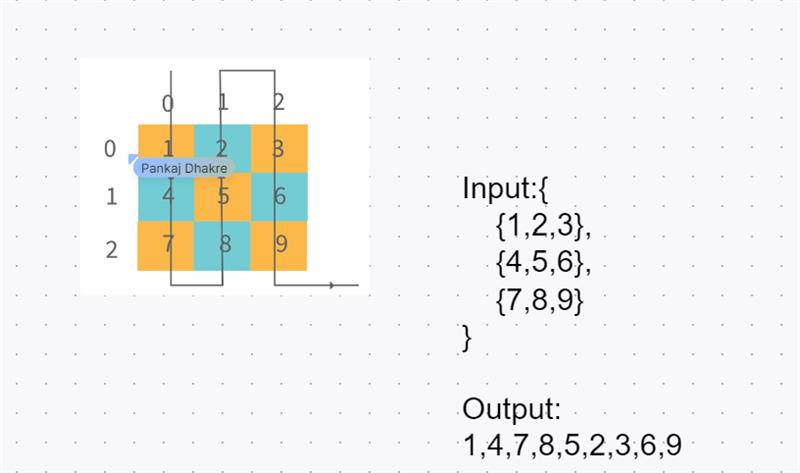 0 1 2
0 1 2 3
Pankaj Dhakre
1 4 5 6
2 7 8 9
Input:{
{1,2,3},
{4,5,6},
{7,8,9}
}
Output:
1,4,7,8,5,2,3,6,9